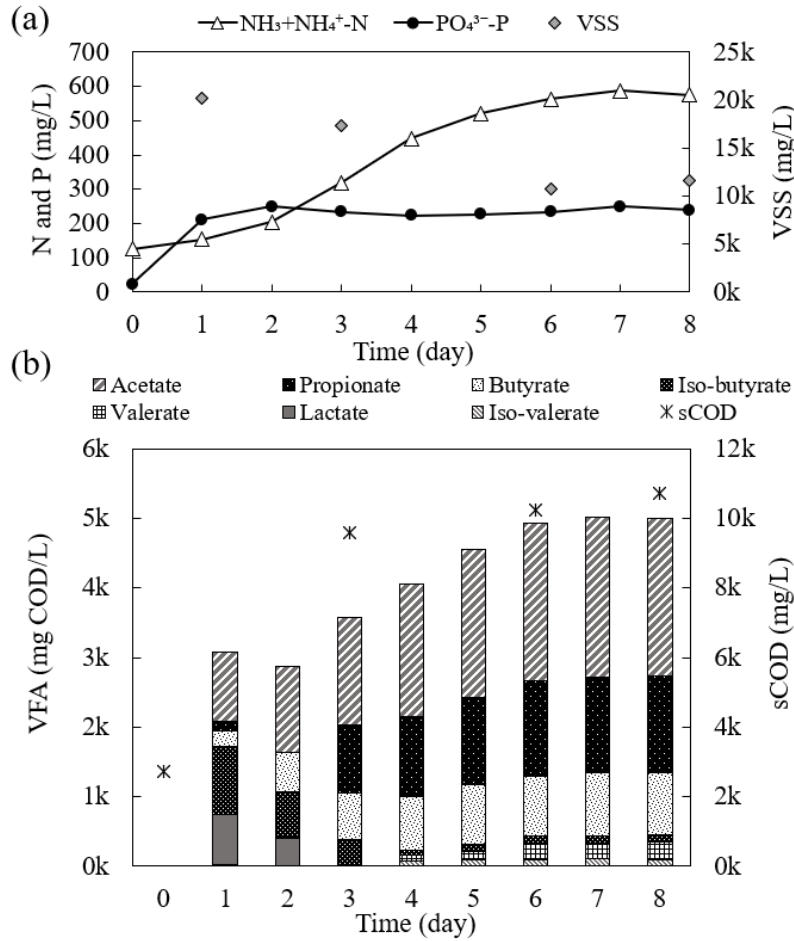 (a)
NH₃+NH₄⁺-N PO₄³⁻-P VSS
700 25k
600 20k
500
400 15k
300 10k
200
100 5k
0 0k
N and P (mg/L)
VSS (mg/L)
0 1 2 3 4 5 6 7 8
Time (day)
(b)
Acetate Propionate Butyrate Iso-butyrate
Valerate Lactate Iso-valerate sCOD
6k 12k
5k 10k
4k 8k
3k 6k
2k 4k
1k 2k
0k 0k
VFA (mg COD/L)
sCOD (mg/L)
0 1 2 3 4 5 6 7 8
Time (day)